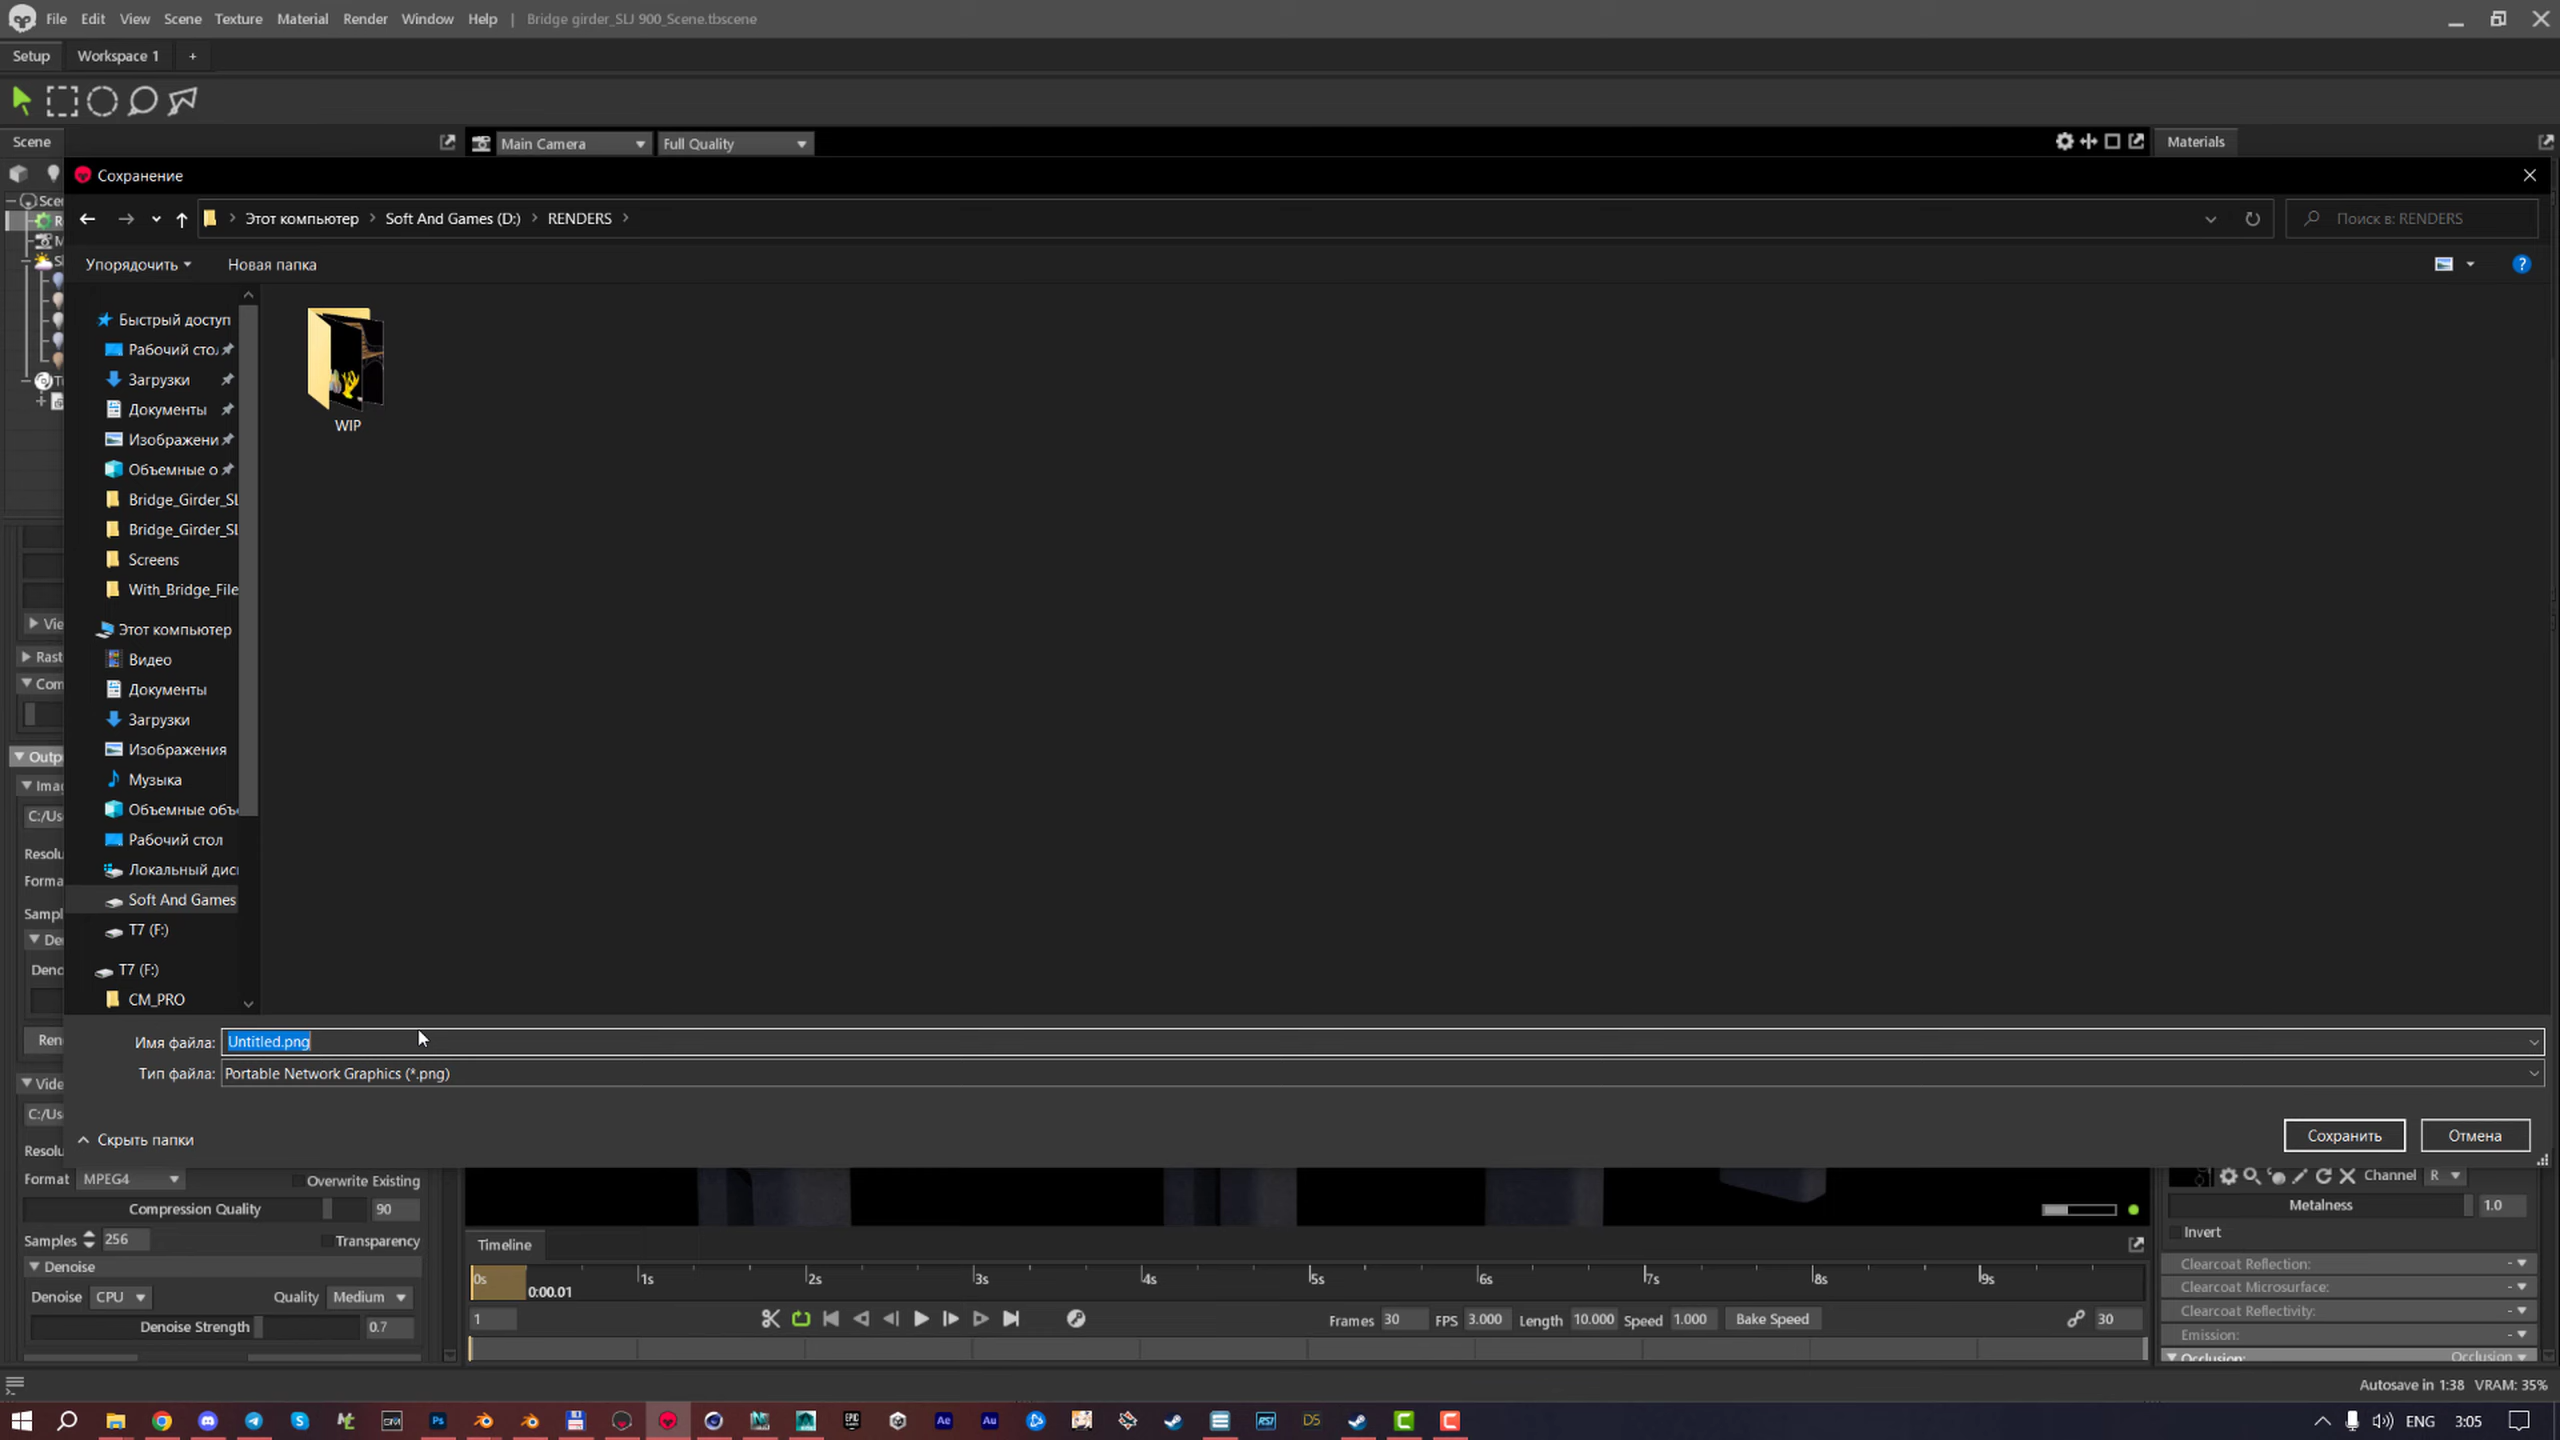 File Edit View Scene Texture Material Render Window Help | Bridge girder_SLJ 900_Scene.tbscene
Setup Workspace 1 +
Scene Main Camera Full Quality Materials
Сохранение
Этот компьютер > Soft And Games (D:) > RENDERS >
Поиск в: RENDERS
Упорядочить Новая папка
Быстрый доступ
Рабочий стол
Загрузки
Документы
Изображени
Объемные о
Bridge_Girder_SL
Bridge_Girder_SL
Screens
With_Bridge_File
Этот компьютер
Видео
Документы
Загрузки
Изображения
Музыка
Объемные объ
Рабочий стол
Локальный дис
Soft And Games
T7 (F:)
T7 (F:)
CM_PRO
WIP
Имя файла: Untitled.png
Тип файла: Portable Network Graphics (*.png)
Скрыть папки
Сохранить Отмена
Format MPEG4 Overwrite Existing
Compression Quality 90
Samples 256 Transparency
Denoise
Denoise CPU Quality Medium
Denoise Strength 0.7
Timeline
0s 1s 2s 3s 4s 5s 6s 7s 8s 9s
0:00.01
1 Frames 30 FPS 3.000 Length 10.000 Speed 1.000 Bake Speed 30
Channel R
Metalness 1.0
Invert
Clearcoat Reflection: -
Clearcoat Microsurface: -
Clearcoat Reflectivity: -
Emission: -
Occlusion: Occlusion
Autosave in 1:38 VRAM: 35%
ENG 3:05